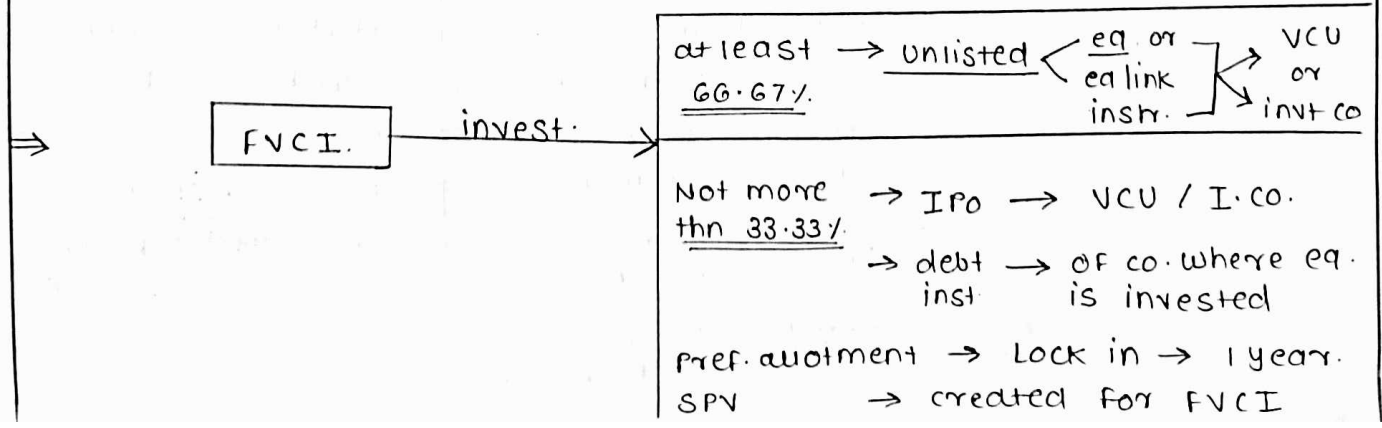 ⇒ FVCI. invest. →
at least → unlisted < eq. or → VCU
66.67%. eq link or
instr. → invt co
Not more → IPO → VCU / I.CO.
thn 33.33%.
→ debt → OF co. where eq.
inst is invested
Pref. allotment → Lock in → 1 year.
SPV → created for FVCI